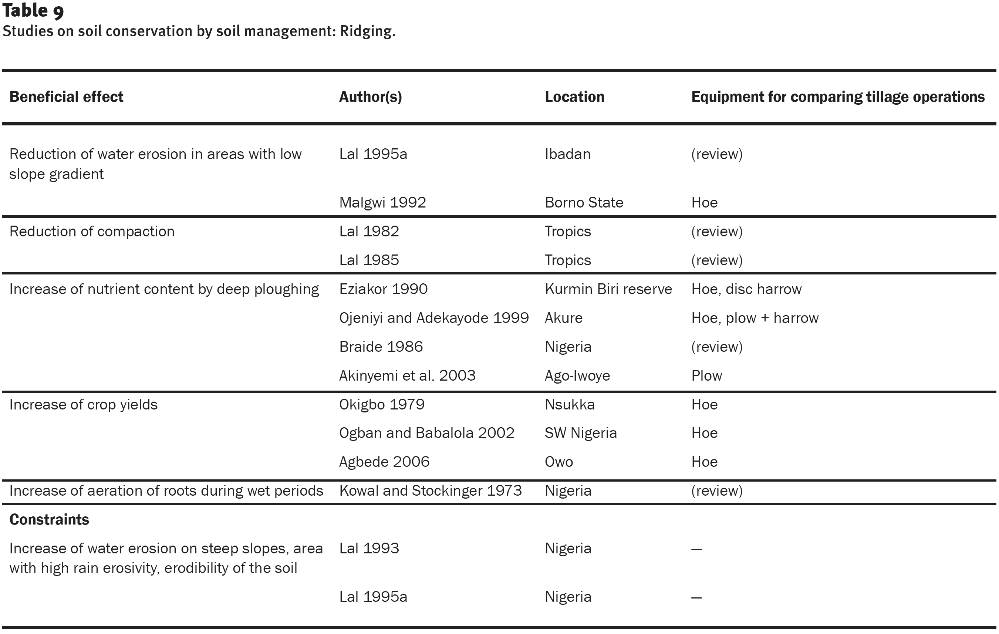 Table 9
Studies on soil conservation by soil management: Ridging.
Beneficial effect Author(s) Location Equipment for comparing tillage operations
Reduction of water erosion in areas with low Lal 1995a Ibadan (review)
slope gradient
Malgwi 1992 Borno State Hoe
Reduction of compaction Lal 1982 Tropics (review)
Lal 1985 Tropics (review)
Increase of nutrient content by deep ploughing Eziakor 1990 Kurmin Biri reserve Hoe, disc harrow
Ojeniyi and Adekayode 1999 Akure Hoe, plow + harrow
Braide 1986 Nigeria (review)
Akinyemi et al. 2003 Ago-Iwoye Plow
Increase of crop yields Okigbo 1979 Nsukka Hoe
Ogban and Babalola 2002 SW Nigeria Hoe
Agbede 2006 Owo Hoe
Increase of aeration of roots during wet periods Kowal and Stockinger 1973 Nigeria (review)
Constraints
Increase of water erosion on steep slopes, area Lal 1993 Nigeria —
with high rain erosivity, erodibility of the soil
Lal 1995a Nigeria —